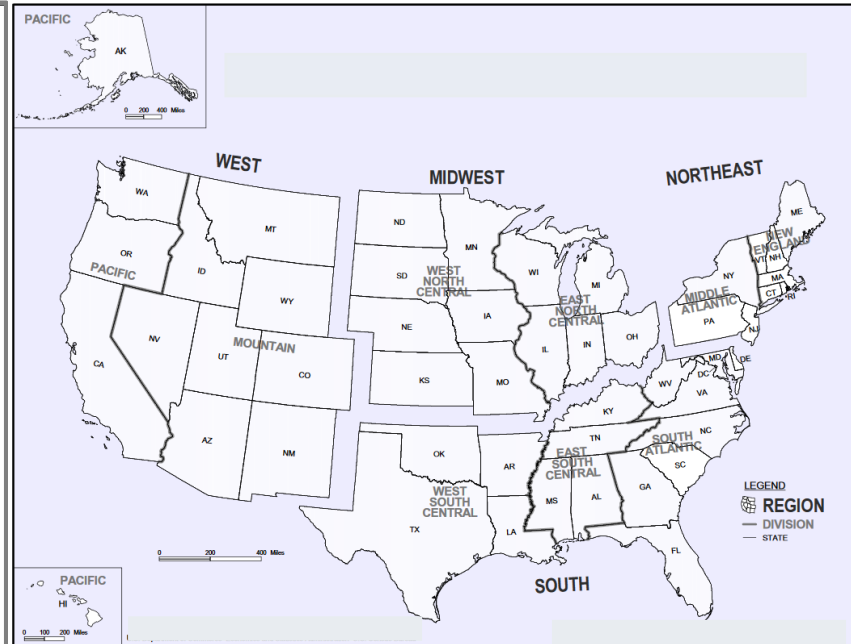 PACIFIC
AK
0 200 400 Miles
WEST
MIDWEST
NORTHEAST
WA
MT
ND
MN
ME
OR
ID
SD
WI
MI
NY
VT
NH
NEW
ENGLAND
MA
CT
RI
PACIFIC
WY
WEST
NORTH
CENTRAL
EAST
NORTH
CENTRAL
MIDDLE
ATLANTIC
NV
UT
MOUNTAIN
CO
NE
IA
IL
IN
OH
PA
NJ
CA
KS
MO
WV
MD
DE
DC
VA
KY
AZ
NM
OK
AR
TN
NC
EAST
SOUTH
CENTRAL
SOUTH
ATLANTIC
SC
TX
WEST
SOUTH
CENTRAL
LA
MS
AL
GA
FL
LEGEND
REGION
DIVISION
STATE
0 200 400 Miles
SOUTH
PACIFIC
HI
0 100 200 Miles